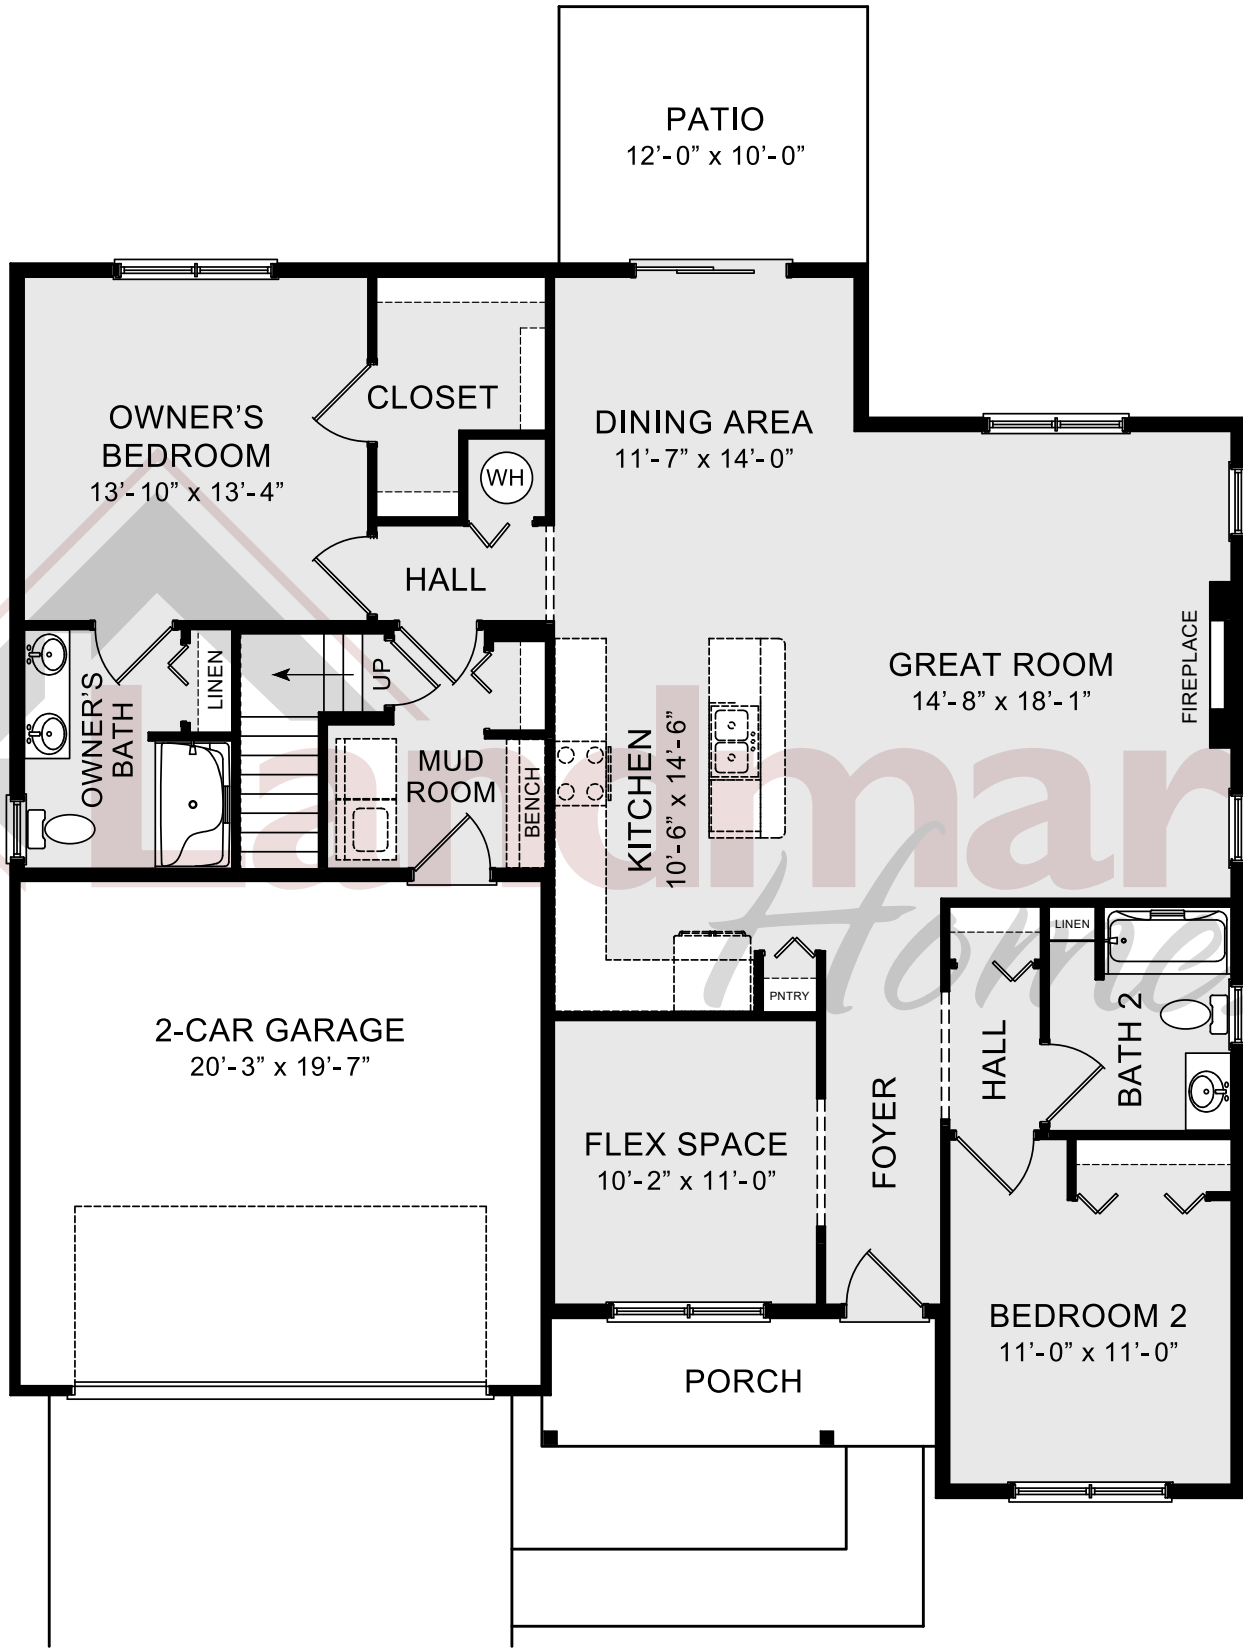 PATIO
12'-0" x 10'-0"
OWNER'S
BEDROOM
13'-10" x 13'-4"
CLOSET
WH
DINING AREA
11'-7" x 14'-0"
HALL
GREAT ROOM
14'-8" x 18'-1"
FIREPLACE
LINEN
OWNER'S
BATH
UP
MUD
ROOM
BENCH
KITCHEN
10'-6" x 14'-6"
Landmar
Homes
LINEN
PNTRY
2-CAR GARAGE
20'-3" x 19'-7"
HALL
BATH 2
FLEX SPACE
10'-2" x 11'-0"
FOYER
BEDROOM 2
11'-0" x 11'-0"
PORCH